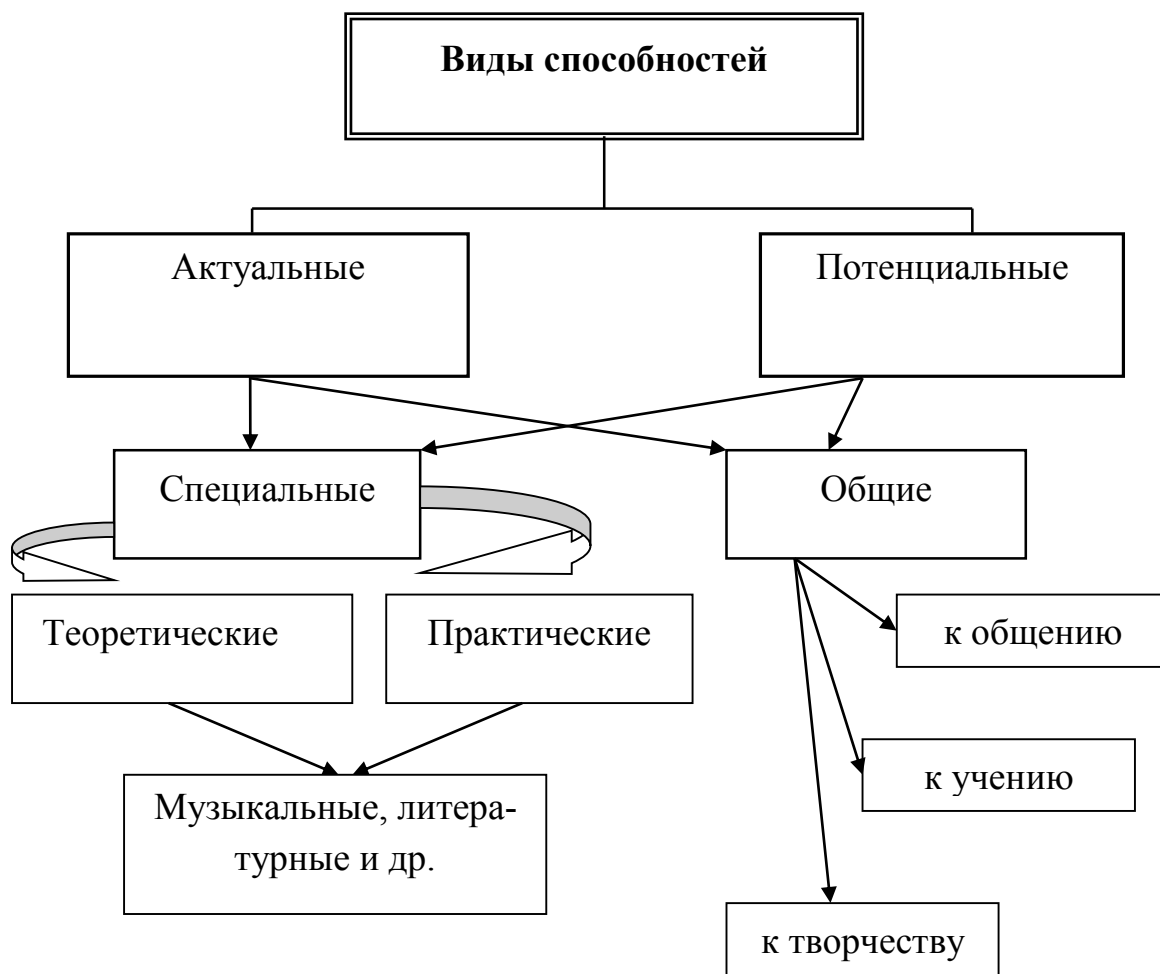 Виды способностей
Актуальные
Потенциальные
Специальные
Общие
Теоретические
Практические
к общению
к учению
Музыкальные, литера-
турные и др.
к творчеству